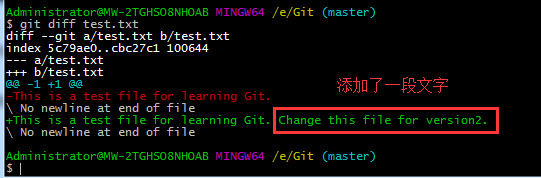 Administrator@MW-2TGHSO8NHOAB MINGW64 /e/Git (master)
$ git diff test.txt
diff --git a/test.txt b/test.txt
index 5c79ae0..cbc27c1 100644
--- a/test.txt
+++ b/test.txt
@@ -1 +1 @@
添加了一段文字
-This is a test file for learning Git.
\ No newline at end of file
+This is a test file for learning Git. Change this file for version2.
\ No newline at end of file
Administrator@MW-2TGHSO8NHOAB MINGW64 /e/Git (master)
$